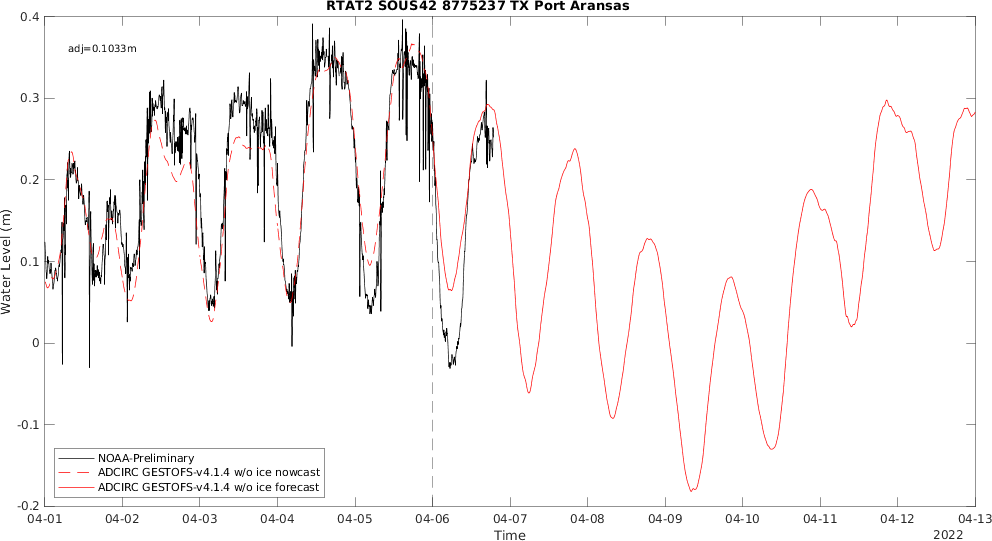 RTAT2 SOUS42 8775237 TX Port Aransas
adj=0.1033m
0.4
0.3
0.2
0.1
0
-0.1
-0.2
Water Level (m)
NOAA-Preliminary
ADCIRC GESTOFS-v4.1.4 w/o ice nowcast
ADCIRC GESTOFS-v4.1.4 w/o ice forecast
04-01 04-02 04-03 04-04 04-05 04-06 04-07 04-08 04-09 04-10 04-11 04-12 04-13
Time
2022